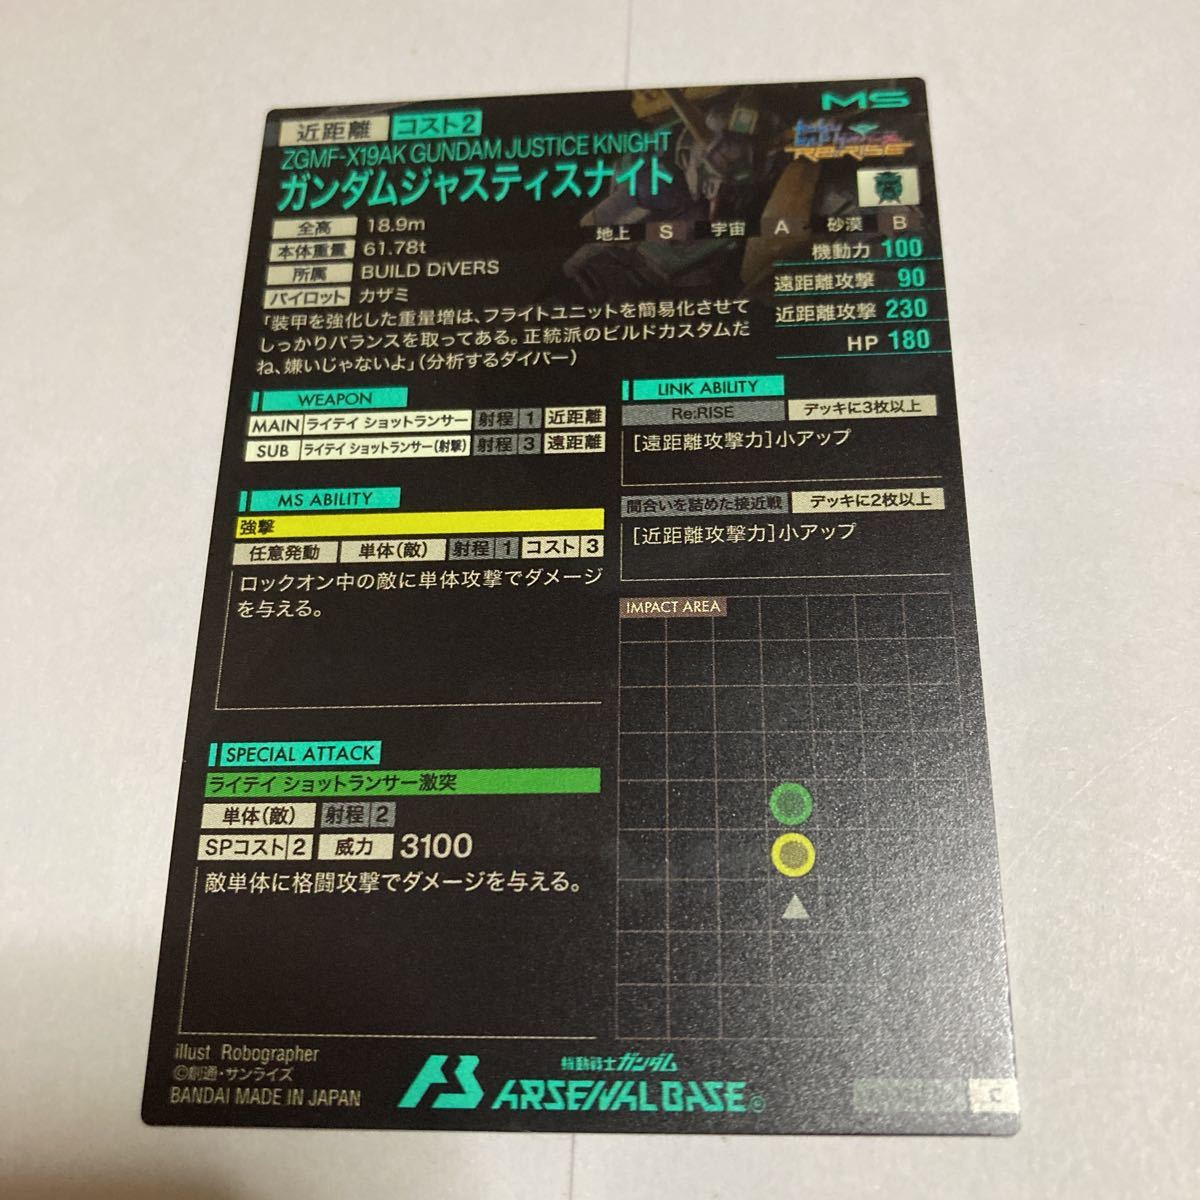 近距離 コスト2
MS
ZGMF-X19AK GUNDAM JUSTICE KNIGHT
ガンダムジャスティスナイト
Re:RISE
全高 18.9m
本体重量 61.78t
所属 BUILD DiVERS
パイロット カザミ
地上 S 宇宙 A 砂漠 B
機動力 100
遠距離攻撃 90
近距離攻撃 230
HP 180
「装甲を強化した重量増は、フライトユニットを簡易化させて
しっかりバランスを取ってある。正統派のビルドカスタムだ
ね、嫌いじゃないよ」(分析するダイバー)
WEAPON
MAIN ライテイ ショットランサー 射程 1 近距離
SUB ライテイ ショットランサー(射撃) 射程 3 遠距離
MS ABILITY
強撃
任意発動 単体(敵) 射程 1 コスト 3
ロックオン中の敵に単体攻撃でダメージ
を与える。
SPECIAL ATTACK
ライテイ ショットランサー激突
単体(敵) 射程 2
SPコスト 2 威力 3100
敵単体に格闘攻撃でダメージを与える。
LINK ABILITY
Re:RISE デッキに3枚以上
[遠距離攻撃力]小アップ
間合いを詰めた接近戦 デッキに2枚以上
[近距離攻撃力]小アップ
IMPACT AREA
illust Robographer
©創通・サンライズ
BANDAI MADE IN JAPAN
機動戦士ガンダム
ARSENAL BASE
C